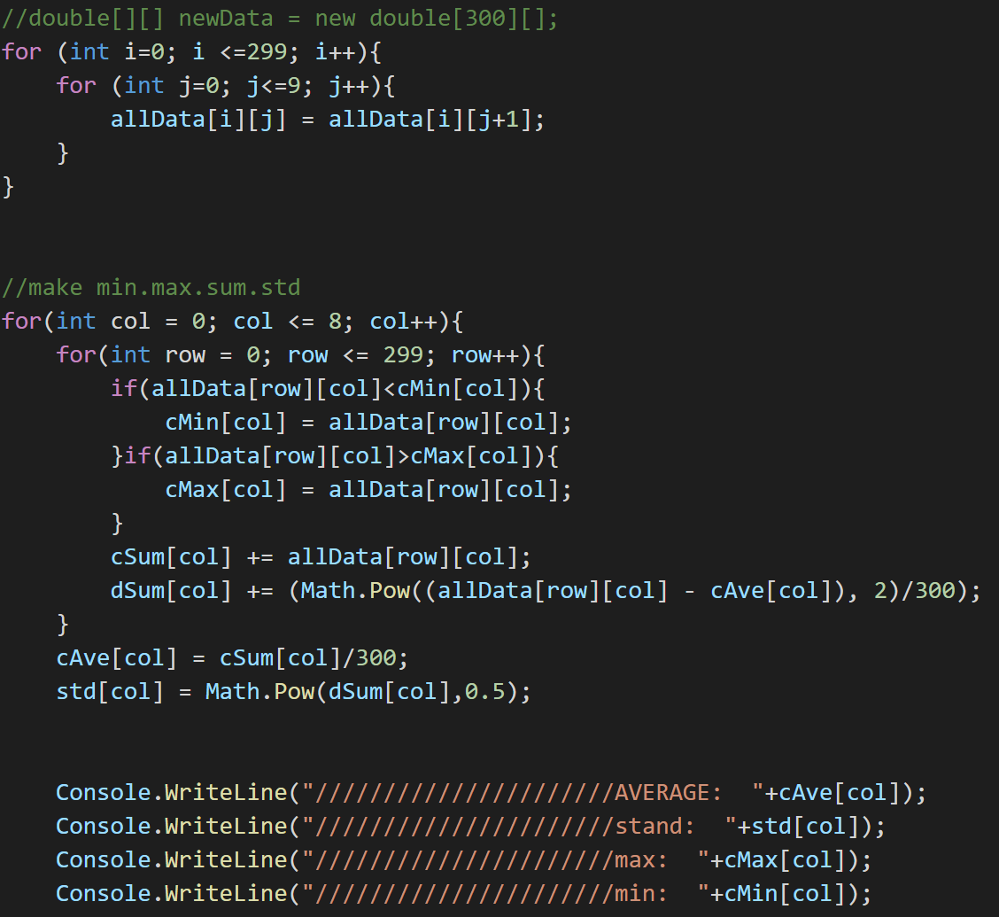 //double[][] newData = new double[300][];
for (int i=0; i <=299; i++){
    for (int j=0; j<=9; j++){
        allData[i][j] = allData[i][j+1];
    }
}
//make min.max.sum.std
for(int col = 0; col <= 8; col++){
    for(int row = 0; row <= 299; row++){
        if(allData[row][col]<cMin[col]){
            cMin[col] = allData[row][col];
        }if(allData[row][col]>cMax[col]){
            cMax[col] = allData[row][col];
        }
        cSum[col] += allData[row][col];
        dSum[col] += (Math.Pow((allData[row][col] - cAve[col]), 2)/300);
    }
    cAve[col] = cSum[col]/300;
    std[col] = Math.Pow(dSum[col],0.5);
    Console.WriteLine("//////////////////////AVERAGE:  "+cAve[col]);
    Console.WriteLine("//////////////////////stand:  "+std[col]);
    Console.WriteLine("//////////////////////max:  "+cMax[col]);
    Console.WriteLine("//////////////////////min:  "+cMin[col]);